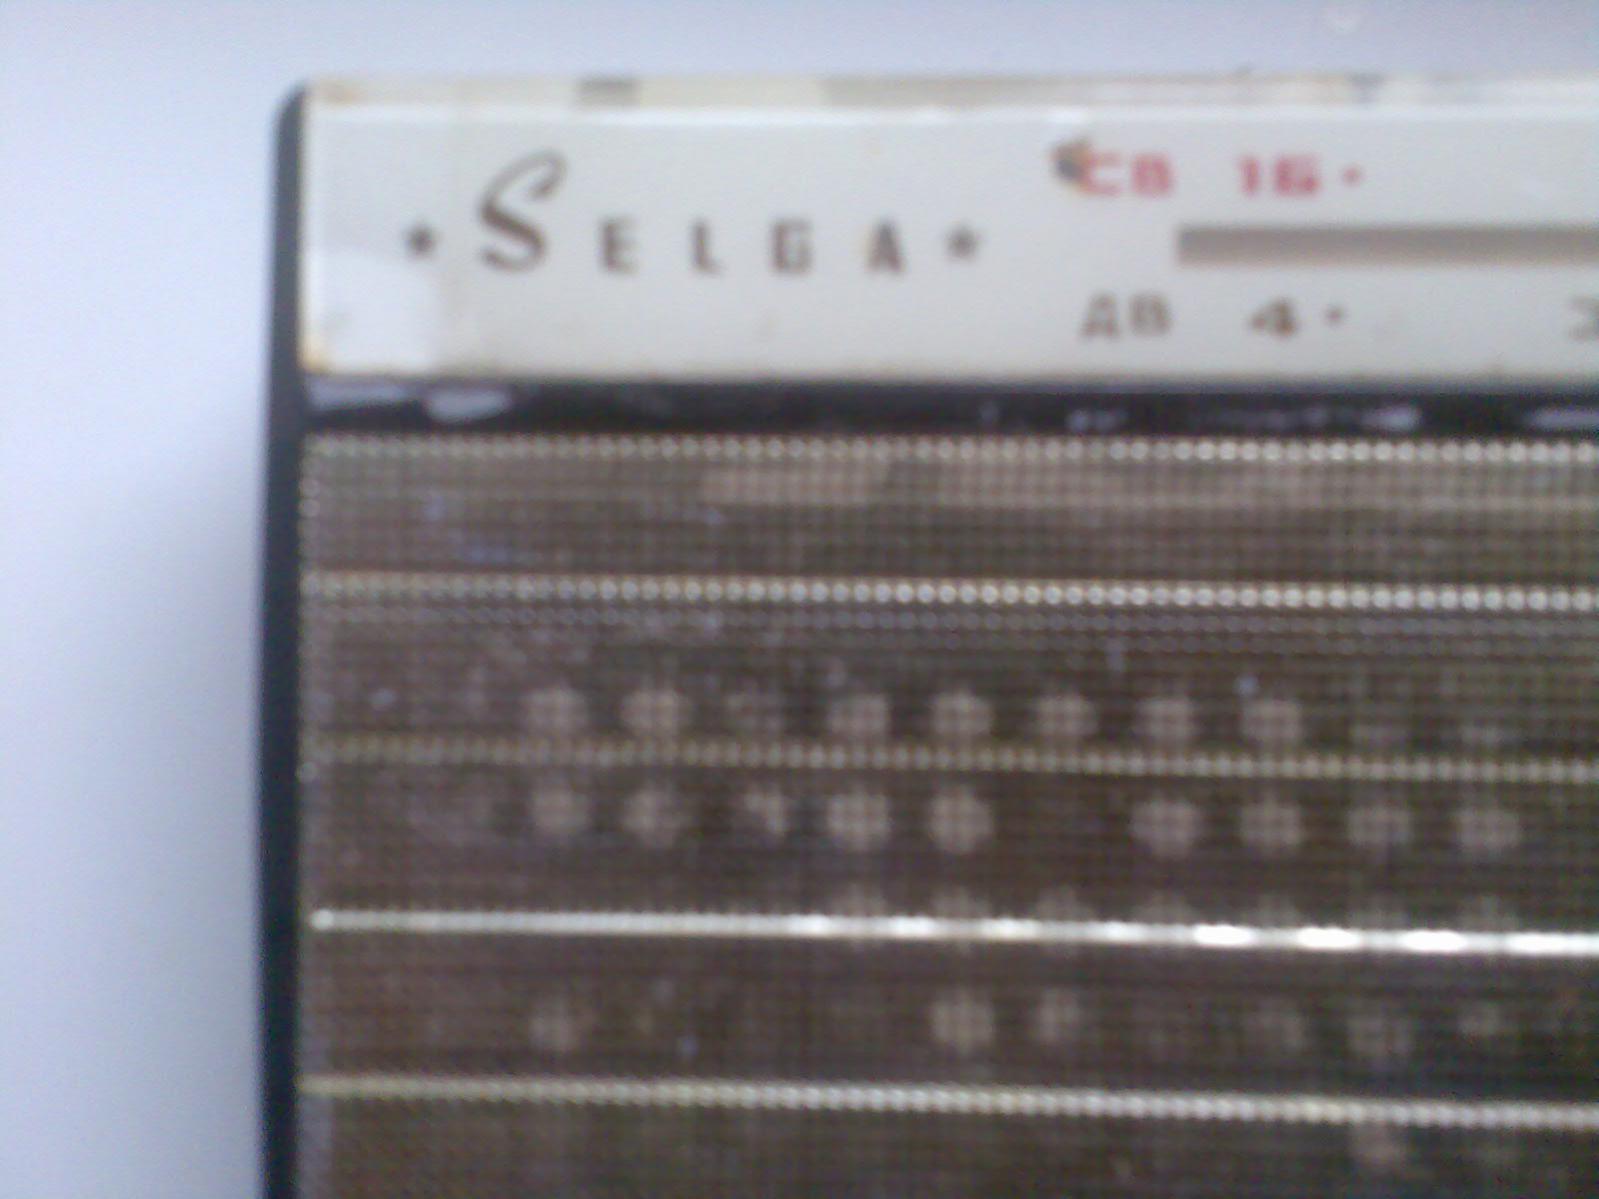 ★ SELGA ★
СВ 16 •
ДВ 4 •